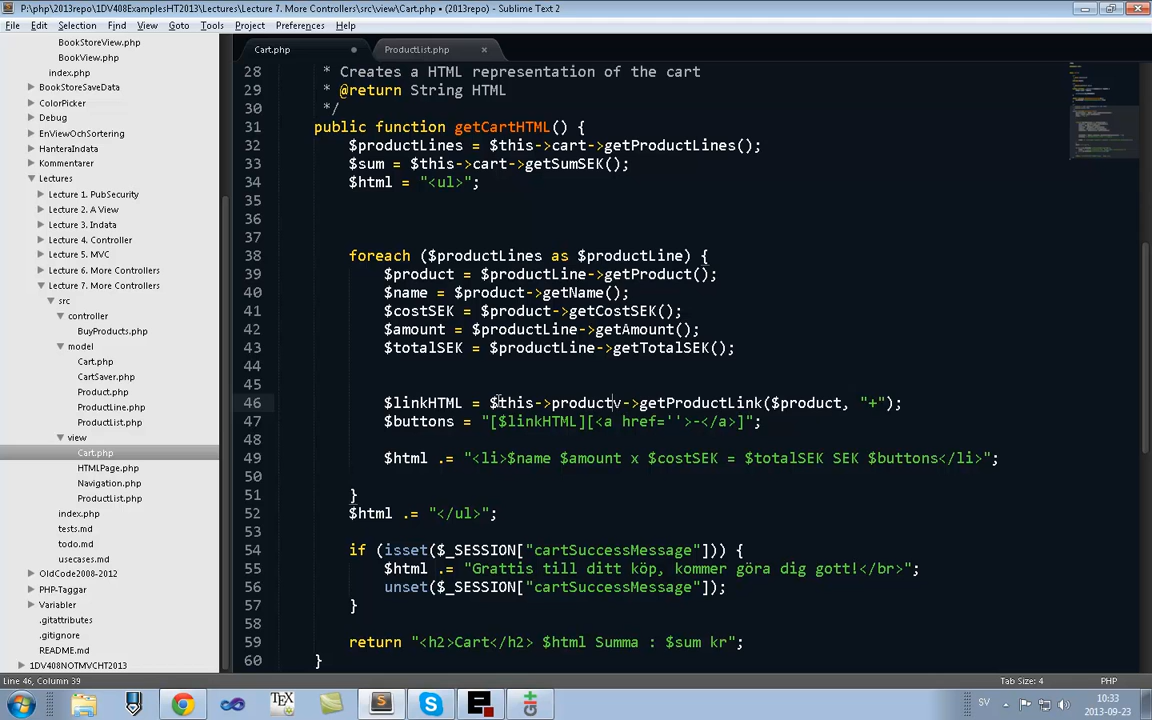 P:\php\2013repo\1DV408ExamplesHT2013\Lectures\Lecture 7. More Controllers\src\view\Cart.php • (2013repo) - Sublime Text 2
File Edit Selection Find View Goto Tools Project Preferences Help
BookStoreView.php
BookView.php
index.php
BookStoreSaveData
ColorPicker
Debug
EnViewOchSortering
HanteraIndata
Kommentarer
Lectures
Lecture 1. PubSecurity
Lecture 2. A View
Lecture 3. Indata
Lecture 4. Controller
Lecture 5. MVC
Lecture 6. More Controllers
Lecture 7. More Controllers
src
controller
BuyProducts.php
model
Cart.php
CartSaver.php
Product.php
ProductLine.php
ProductList.php
view
Cart.php
HTMLPage.php
Navigation.php
ProductList.php
index.php
tests.md
todo.md
usecases.md
OldCode2008-2012
PHP-Taggar
Variabler
.gitattributes
.gitignore
README.md
1DV408NOTMVCHT2013
Cart.php
ProductList.php
28 * Creates a HTML representation of the cart
29 * @return String HTML
30 */
31 public function getCartHTML() {
32 $productLines = $this->cart->getProductLines();
33 $sum = $this->cart->getSumSEK();
34 $html = "<ul>";
35
36
37
38 foreach ($productLines as $productLine) {
39 $product = $productLine->getProduct();
40 $name = $product->getName();
41 $costSEK = $product->getCostSEK();
42 $amount = $productLine->getAmount();
43 $totalSEK = $productLine->getTotalSEK();
44
45
46 $linkHTML = $this->productv->getProductLink($product, "+");
47 $buttons = "[$linkHTML][<a href=''>-</a>]";
48
49 $html .= "<li>$name $amount x $costSEK = $totalSEK SEK $buttons</li>";
50
51 }
52 $html .= "</ul>";
53
54 if (isset($_SESSION["cartSuccessMessage"])) {
55 $html .= "Grattis till ditt köp, kommer göra dig gott!</br>";
56 unset($_SESSION["cartSuccessMessage"]);
57 }
58
59 return "<h2>Cart</h2> $html Summa : $sum kr";
60 }
Line 46, Column 39
Tab Size: 4
PHP
SV
10:33
2013-09-23